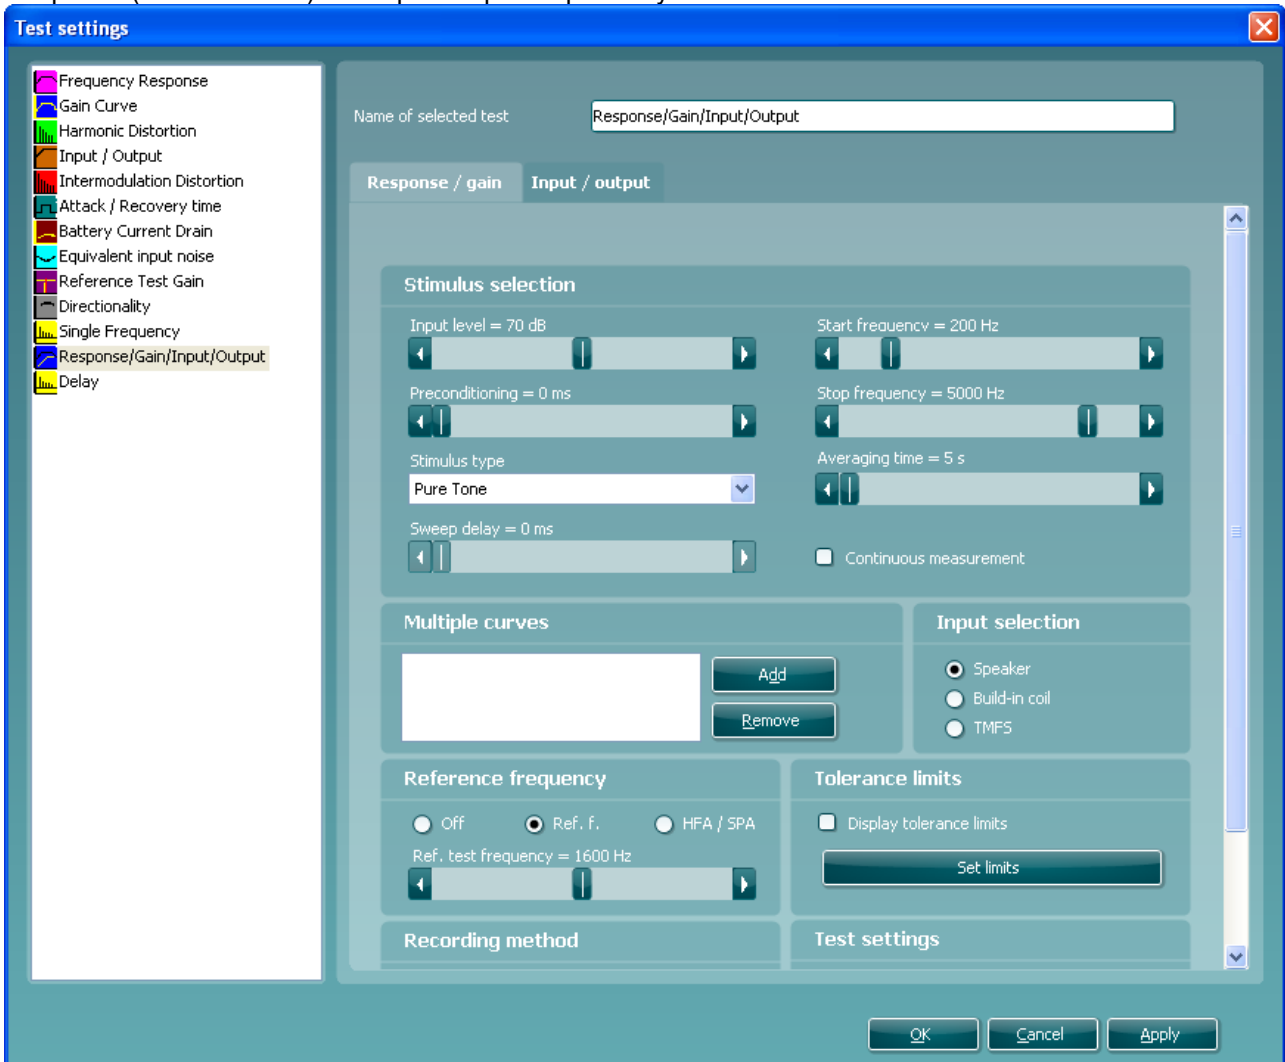 Test settings
Frequency Response
Gain Curve
Harmonic Distortion
Input / Output
Intermodulation Distortion
Attack / Recovery time
Battery Current Drain
Equivalent input noise
Reference Test Gain
Directionality
Single Frequency
Response/Gain/Input/Output
Delay
Name of selected test
Response/Gain/Input/Output
Response / gain
Input / output
Stimulus selection
Input level = 70 dB
Start frequency = 200 Hz
Preconditioning = 0 ms
Stop frequency = 5000 Hz
Stimulus type
Averaging time = 5 s
Pure Tone
Sweep delay = 0 ms
Continuous measurement
Multiple curves
Add
Remove
Input selection
Speaker
Build-in coil
TMFS
Reference frequency
Off
Ref. f.
HFA / SPA
Ref. test frequency = 1600 Hz
Tolerance limits
Display tolerance limits
Set limits
Recording method
Test settings
OK
Cancel
Apply